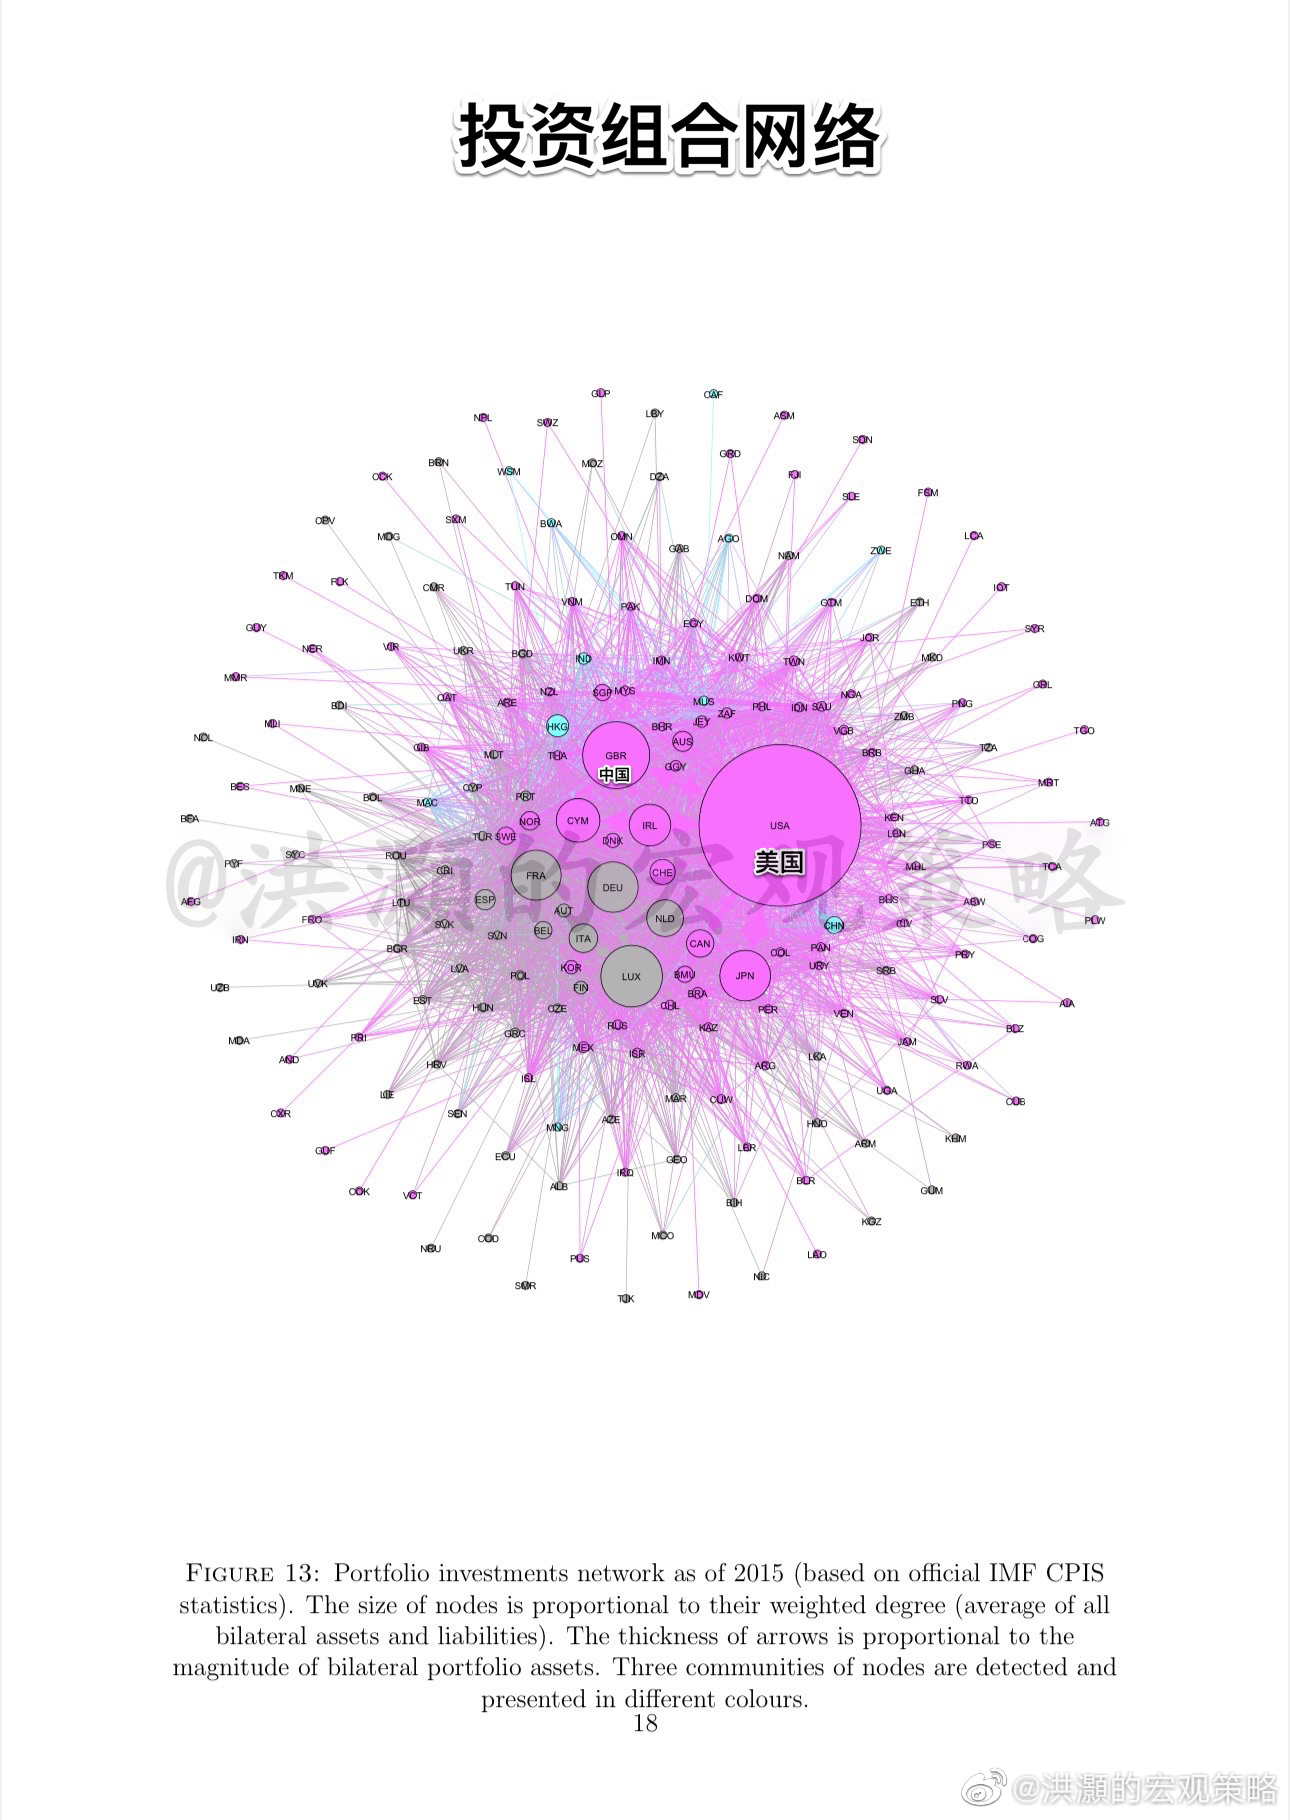 投资组合网络
GLP
CAF
NPL
SWZ
LBY
ASM
SDN
BRN
WSM
MOZ
DZA
GRD
FJI
CCK
SLE
FSM
CPV
SXM
BWA
MDG
OMN
GAB
AGO
NAM
ZWE
LCA
TKM
FLK
CMR
TUN
VNM
PAK
DOM
GTM
ETH
IOT
GUY
NER
VIR
UKR
BGD
IND
IMN
EGY
KWT
TWN
JOR
MKD
SYR
MMR
BDI
QAT
ARE
NZL
SGP
MYS
MUS
ZAF
PHL
IDN
SAU
NGA
ZMB
PNG
GRL
MLI
NCL
GIB
MLT
HKG
THA
GBR
中国
BHR
JEY
AUS
GGY
VGB
BRB
GHA
TZA
TGO
BES
MNE
BOL
MAC
CYP
PRT
TTO
MRT
BFA
TUR
SWE
NOR
CYM
DNK
IRL
USA
美国
KEN
LBN
PSE
ATG
PYF
SYC
ROU
CRI
FRA
DEU
CHE
MHL
TCA
AFG
FRO
LTU
ESP
AUT
NLD
BHS
ABW
PLW
IRN
BGR
SVK
SVN
BEL
ITA
CAN
CHN
CIV
COG
UZB
UVK
EST
LVA
POL
KOR
FIN
LUX
BMU
BRA
JPN
COL
PAN
URY
SRB
PRY
SLV
AIA
MDA
AND
PRI
HUN
GRC
CZE
RUS
CHL
KAZ
PER
VEN
JAM
BLZ
HRV
ISL
MEX
ISR
ARG
LKA
UGA
RWA
CXR
LIE
SEN
MNG
AZE
MAR
CUW
HND
ARM
CUB
GUF
ECU
ALB
IRQ
GEO
LBR
BLR
KHM
COK
VCT
BIH
KGZ
GUM
NRU
COD
PUS
MCO
LAO
SMR
TJK
MDV
NIC
@洪灏的宏观策略
FIGURE 13: Portfolio investments network as of 2015 (based on official IMF CPIS
statistics). The size of nodes is proportional to their weighted degree (average of all
bilateral assets and liabilities). The thickness of arrows is proportional to the
magnitude of bilateral portfolio assets. Three communities of nodes are detected and
presented in different colours.
18
@洪灏的宏观策略